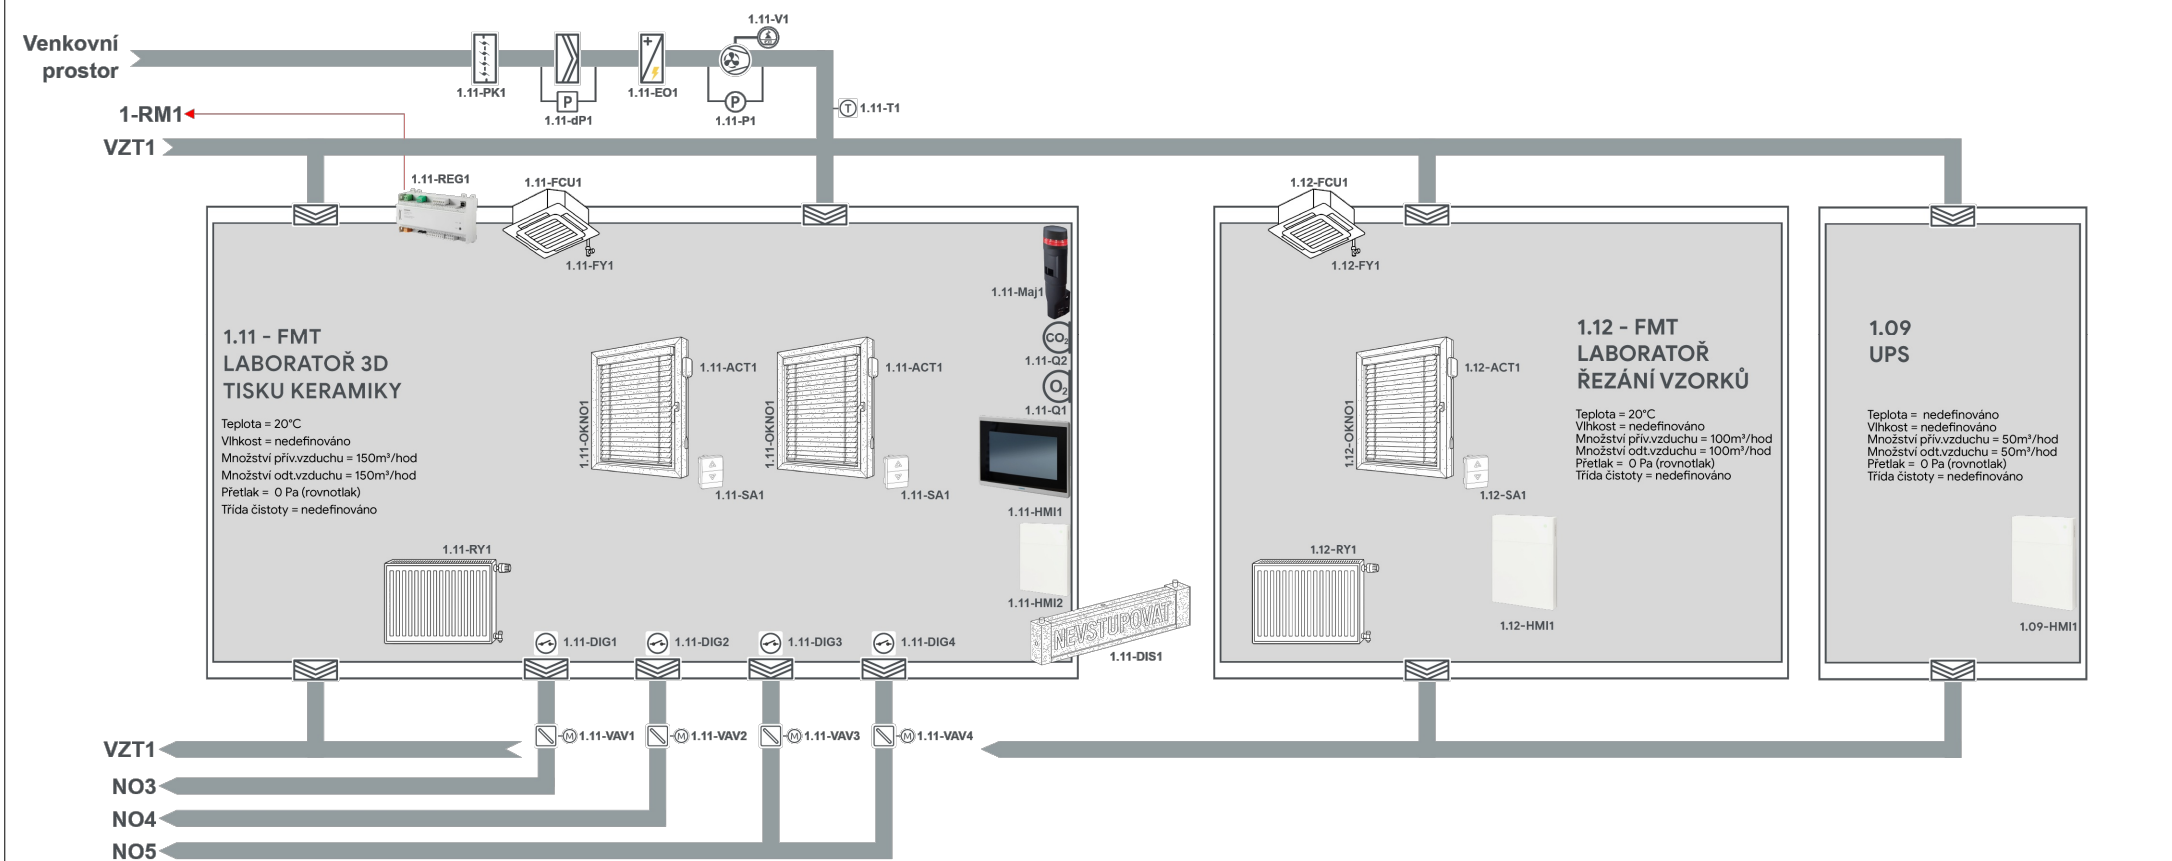 1.11-V1
Venkovní
prostor
1.11-PK1
P
1.11-dP1
+
1.11-EO1
P
1.11-P1
T 1.11-T1
1-RM1
VZT1
1.11-REG1
1.11-FCU1
1.11-FY1
1.11-Maj1
CO2
1.11-Q2
O2
1.11-Q1
1.11 - FMT
LABORATOŘ 3D
TISKU KERAMIKY
Teplota = 20°C
Vlhkost = nedefinováno
Množství přív.vzduchu = 150m³/hod
Množství odt.vzduchu = 150m³/hod
Přetlak = 0 Pa (rovnotlak)
Třída čistoty = nedefinováno
1.11-OKNO1
1.11-ACT1
1.11-SA1
1.11-OKNO1
1.11-ACT1
1.11-SA1
1.11-HMI1
1.11-HMI2
1.11-RY1
NEVSTUPOVAT
1.11-DIS1
1.11-DIG1
1.11-DIG2
1.11-DIG3
1.11-DIG4
M 1.11-VAV1
M 1.11-VAV2
M 1.11-VAV3
M 1.11-VAV4
1.12-FCU1
1.12-FY1
1.12-OKNO1
1.12-ACT1
1.12-SA1
1.12 - FMT
LABORATOŘ
ŘEZÁNÍ VZORKŮ
Teplota = 20°C
Vlhkost = nedefinováno
Množství přív.vzduchu = 100m³/hod
Množství odt.vzduchu = 100m³/hod
Přetlak = 0 Pa (rovnotlak)
Třída čistoty = nedefinováno
1.12-RY1
1.12-HMI1
1.09
UPS
Teplota = nedefinováno
Vlhkost = nedefinováno
Množství přív.vzduchu = 50m³/hod
Množství odt.vzduchu = 50m³/hod
Přetlak = 0 Pa (rovnotlak)
Třída čistoty = nedefinováno
1.09-HMI1
VZT1
NO3
NO4
NO5